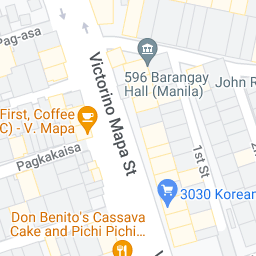 Pag-asa
Victorino Mapa St
596 Barangay
Hall (Manila)
John R
First, Coffee
C) - V. Mapa
Pagkakaisa
1st St
3030 Korean
Don Benito's Cassava
Cake and Pichi Pichi...